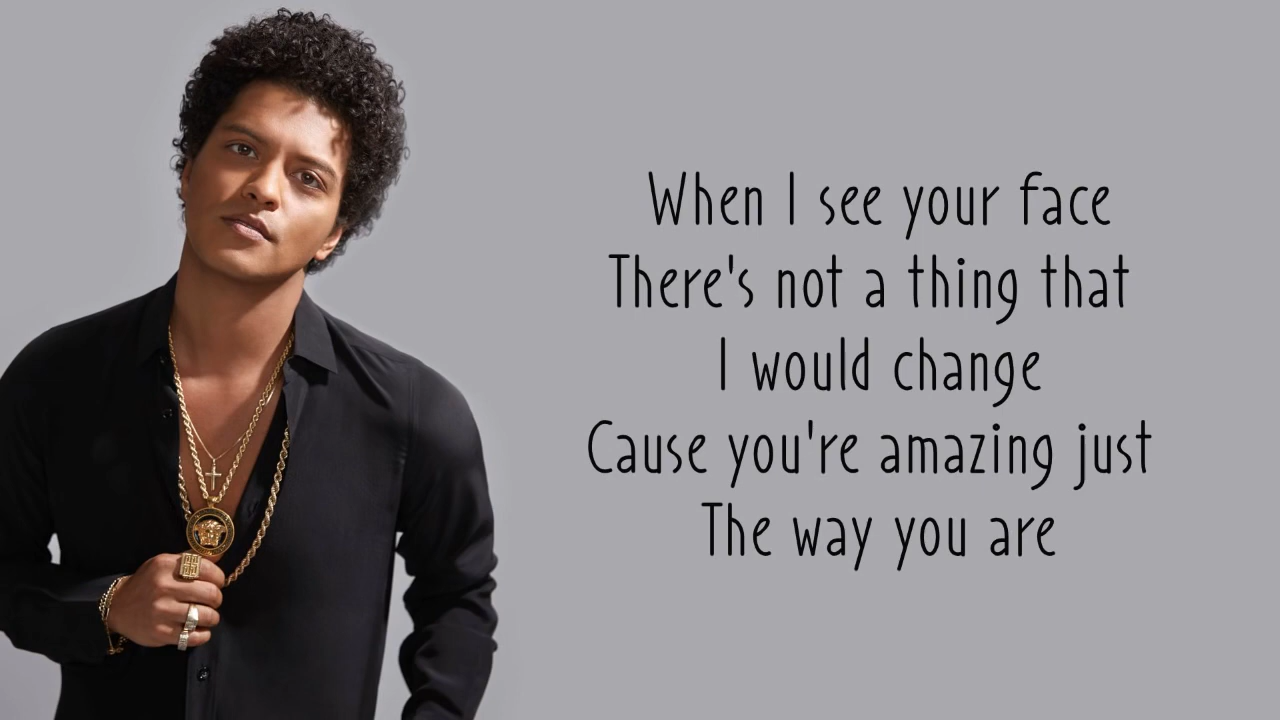 When I see your face
There's not a thing that
I would change
Cause you're amazing just
The way you are